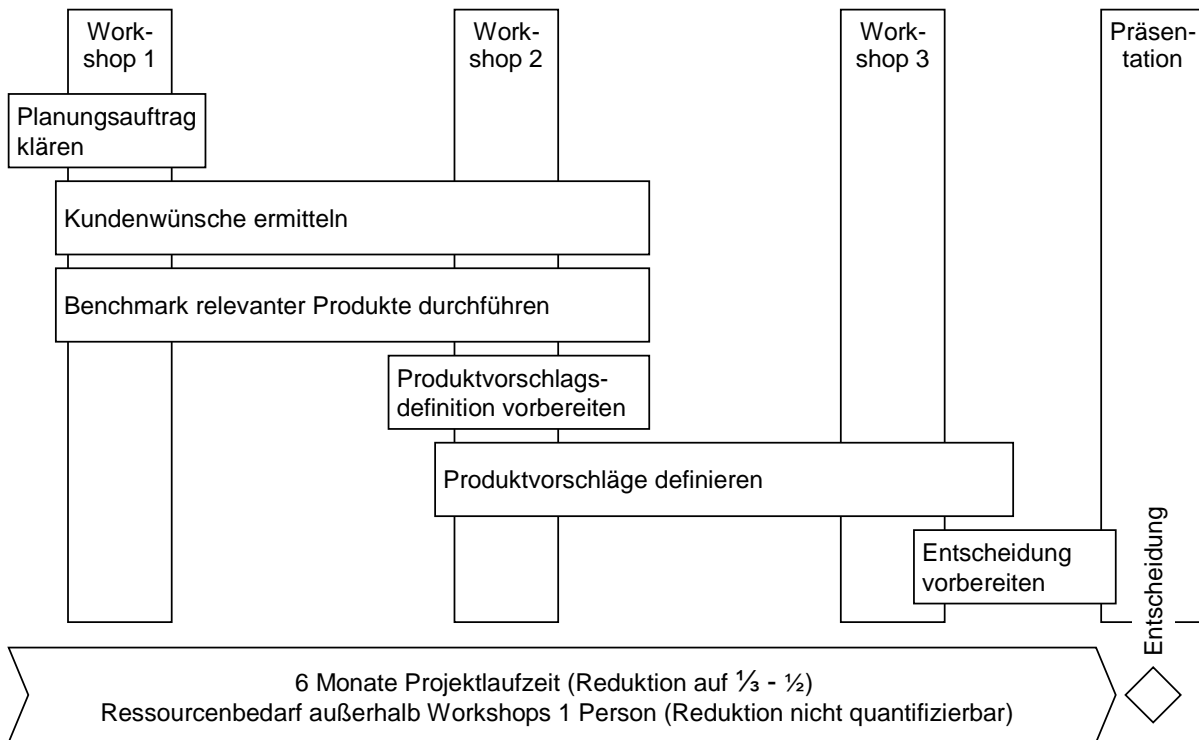 Work-
shop 1
Work-
shop 2
Work-
shop 3
Präsen-
tation
Planungsauftrag
klären
Kundenwünsche ermitteln
Benchmark relevanter Produkte durchführen
Produktvorschlags-
definition vorbereiten
Produktvorschläge definieren
Entscheidung
vorbereiten
Entscheidung
6 Monate Projektlaufzeit (Reduktion auf ⅓ - ½)
Ressourcenbedarf außerhalb Workshops 1 Person (Reduktion nicht quantifizierbar)